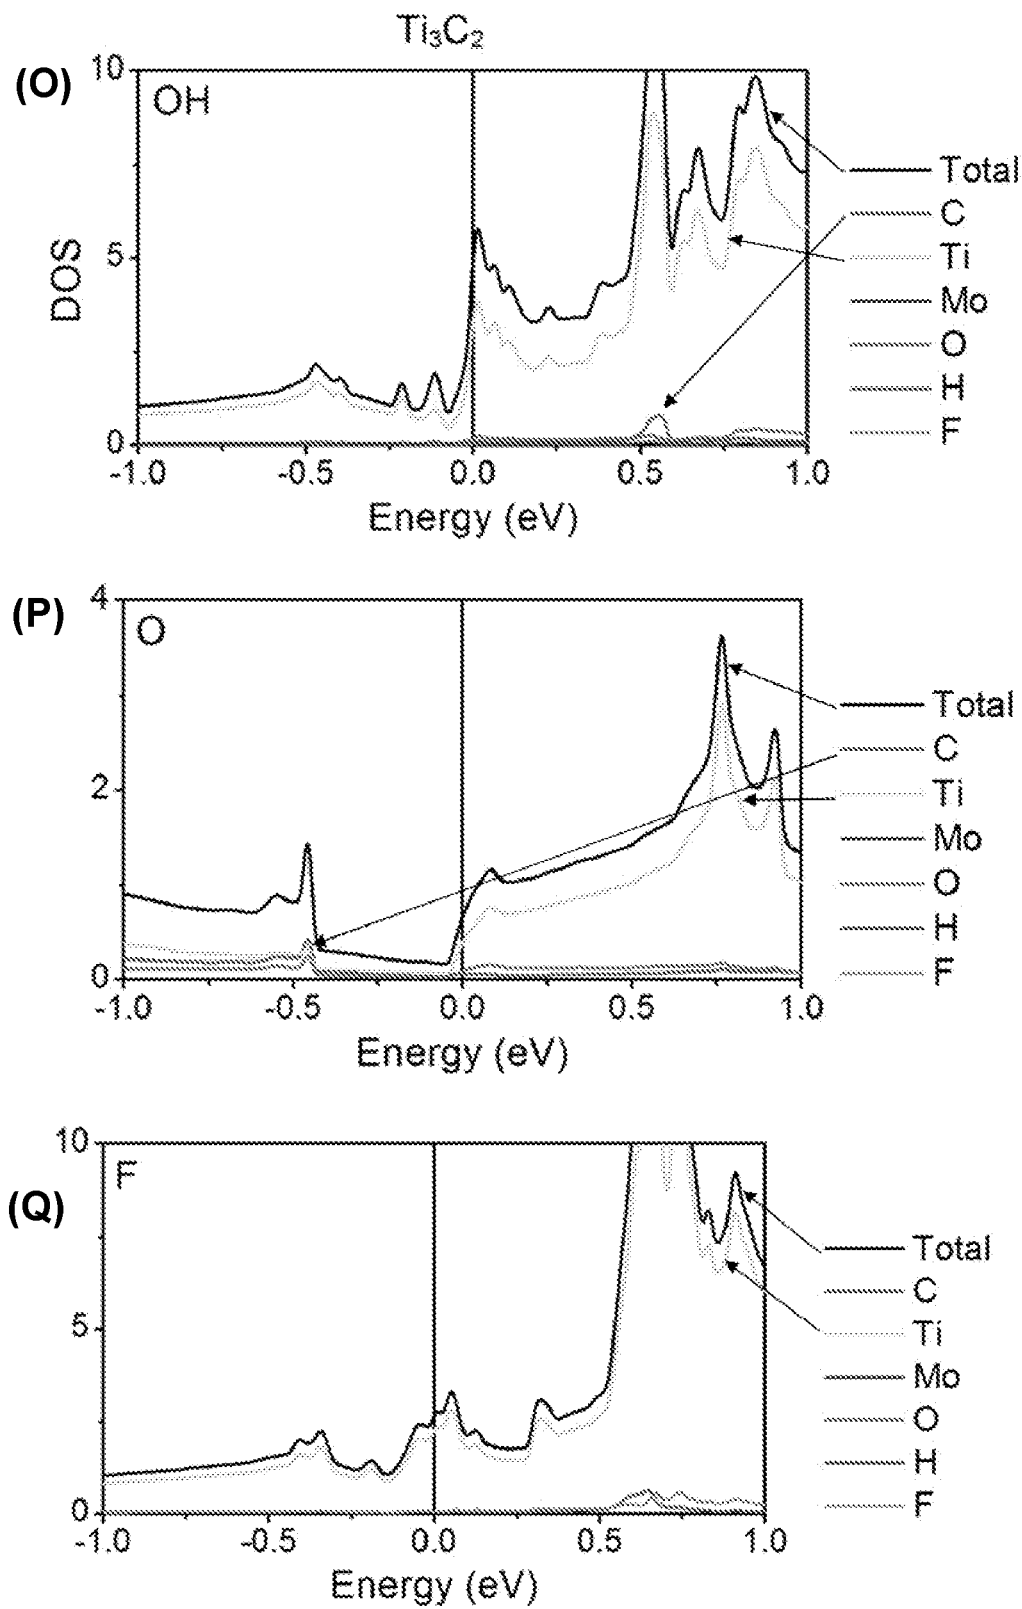 Ti₃C₂
(O)
10
OH
Total
C
Ti
Mo
O
H
F
5
DOS
0
-1.0 -0.5 0.0 0.5 1.0
Energy (eV)
(P)
4
O
Total
C
Ti
Mo
O
H
F
2
0
-1.0 -0.5 0.0 0.5 1.0
Energy (eV)
(Q)
10
F
Total
C
Ti
Mo
O
H
F
5
0
-1.0 -0.5 0.0 0.5 1.0
Energy (eV)